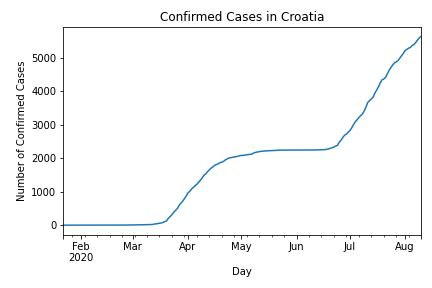 Confirmed Cases in Croatia
Number of Confirmed Cases
5000
4000
3000
2000
1000
0
Feb Mar Apr May Jun Jul Aug
2020
Day